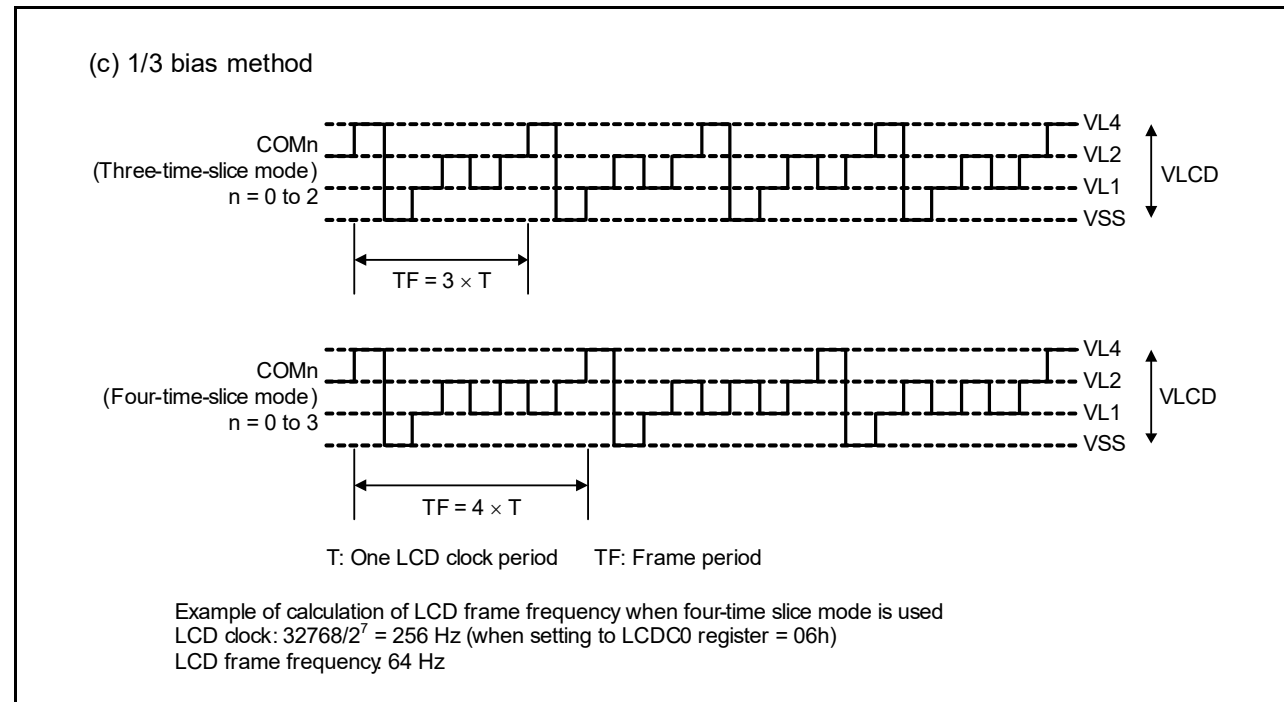 (c) 1/3 bias method
COMn
(Three-time-slice mode)
n = 0 to 2
VL4
VL2
VL1
VSS
VLCD
TF = 3 × T
COMn
(Four-time-slice mode)
n = 0 to 3
VL4
VL2
VL1
VSS
VLCD
TF = 4 × T
T: One LCD clock period TF: Frame period
Example of calculation of LCD frame frequency when four-time slice mode is used
LCD clock: 32768/2⁷ = 256 Hz (when setting to LCDC0 register = 06h)
LCD frame frequency: 64 Hz